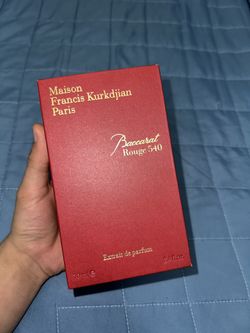 Maison
Francis Kurkdjian
Paris
Baccarat
Rouge 540
Extrait de parfum